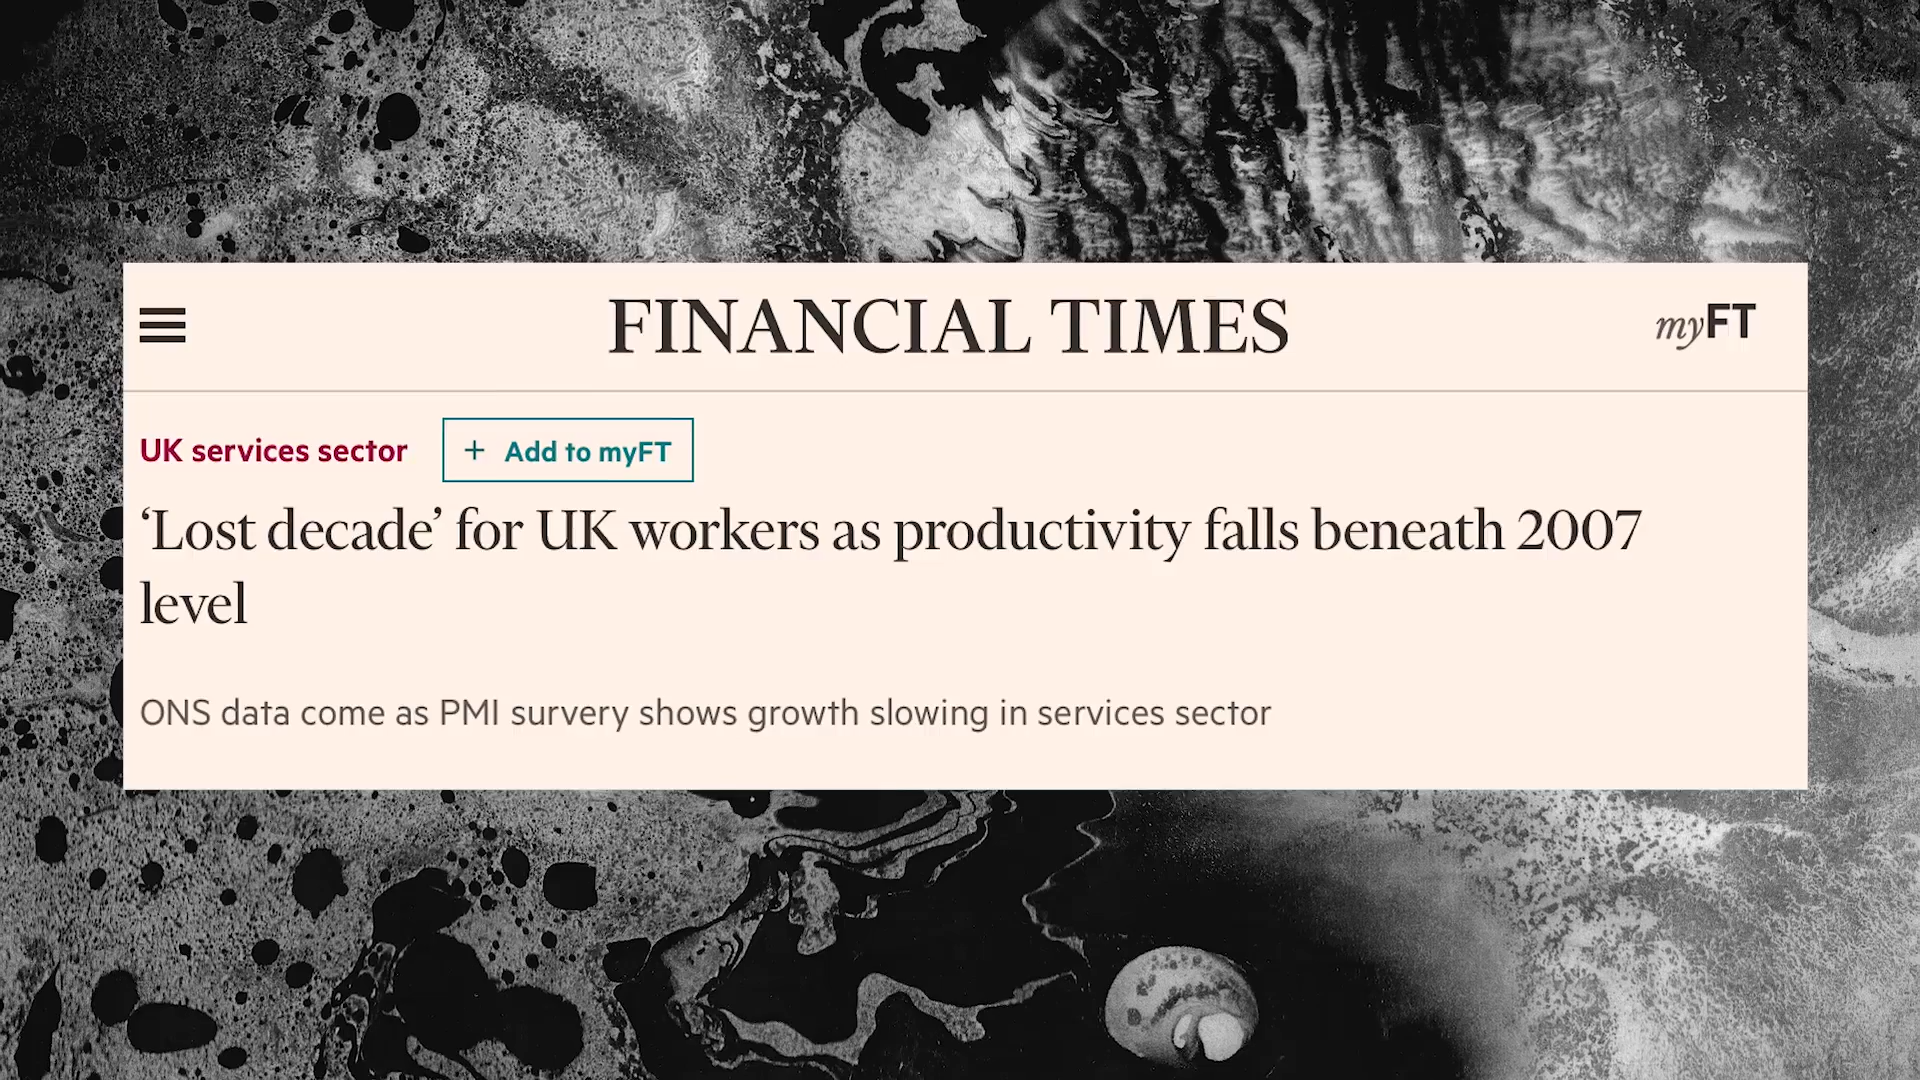 FINANCIAL TIMES
myFT
UK services sector
+ Add to myFT
‘Lost decade’ for UK workers as productivity falls beneath 2007
level
ONS data come as PMI survery shows growth slowing in services sector